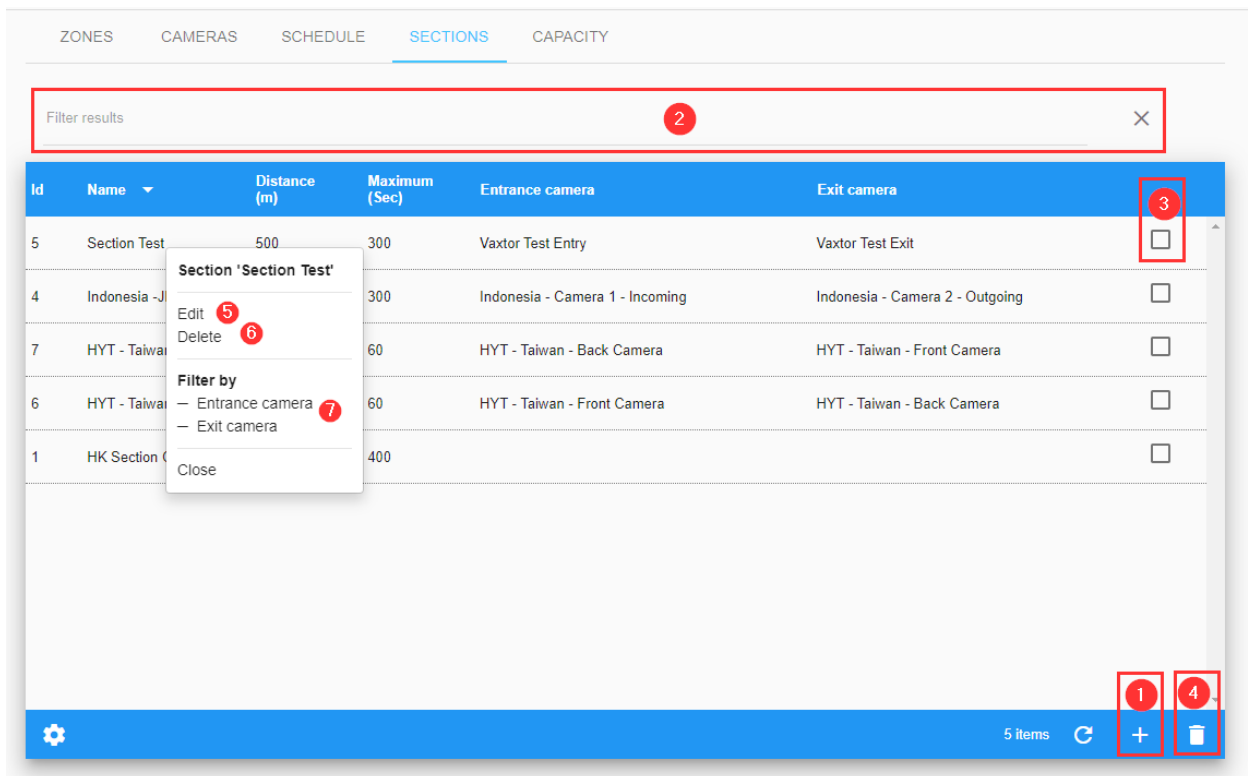 ZONES CAMERAS SCHEDULE SECTIONS CAPACITY
Filter results 2
Id Name Distance (m) Maximum (Sec) Entrance camera Exit camera 3
5 Section Test 500 300 Vaxtor Test Entry Vaxtor Test Exit
Section 'Section Test'
4 Indonesia 300 Indonesia - Camera 1 - Incoming Indonesia - Camera 2 - Outgoing
Edit 5
Delete 6
7 HYT - 60 HYT - Taiwan - Back Camera HYT - Taiwan - Front Camera
Filter by
– Entrance camera 7
6 HYT - 60 HYT - Taiwan - Front Camera HYT - Taiwan - Back Camera
– Exit camera
1 HK Section 400
Close
1 4
5 items